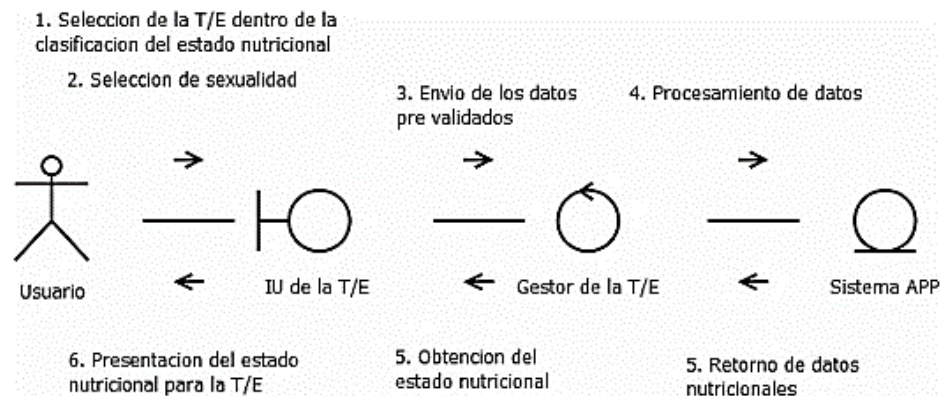 1. Seleccion de la T/E dentro de la
clasificacion del estado nutricional
2. Seleccion de sexualidad
3. Envio de los datos
pre validados
4. Procesamiento de datos
Usuario
IU de la T/E
Gestor de la T/E
Sistema APP
6. Presentacion del estado
nutricional para la T/E
5. Obtencion del
estado nutricional
5. Retorno de datos
nutricionales